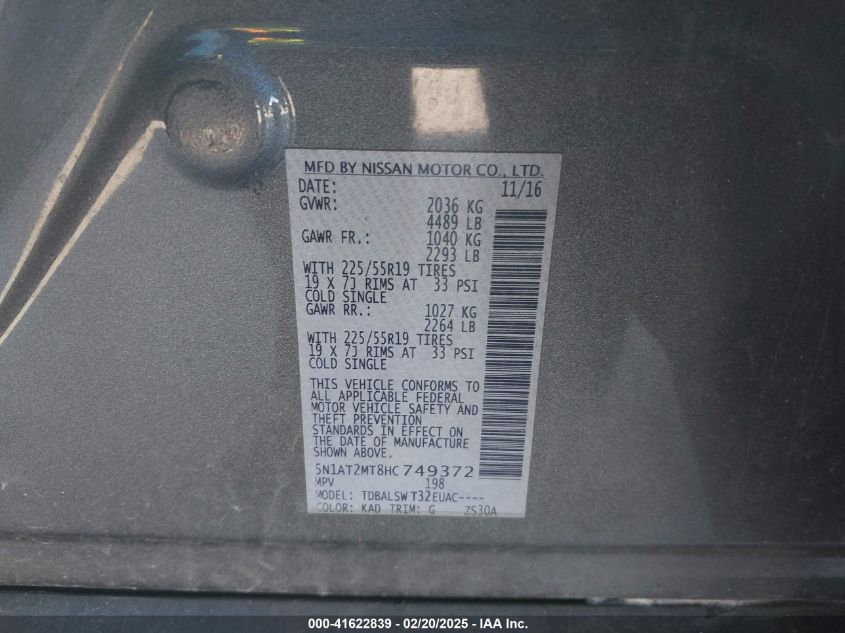 MFD BY NISSAN MOTOR CO., LTD.
DATE: 11/16
GVWR: 2036 KG
4489 LB
GAWR FR.: 1040 KG
2293 LB
WITH 225/55R19 TIRES
19 X 7J RIMS AT 33 PSI
COLD SINGLE
GAWR RR.: 1027 KG
2264 LB
WITH 225/55R19 TIRES
19 X 7J RIMS AT 33 PSI
COLD SINGLE
THIS VEHICLE CONFORMS TO
ALL APPLICABLE FEDERAL
MOTOR VEHICLE SAFETY AND
THEFT PREVENTION
STANDARDS IN EFFECT ON
THE DATE OF MANUFACTURE
SHOWN ABOVE.
5N1AT2MT8HC749372
MPV 198
MODEL: TDBALSW T32EUAC----
COLOR: KAD TRIM: G ZS30A
000-41622839 - 02/20/2025 - IAA Inc.